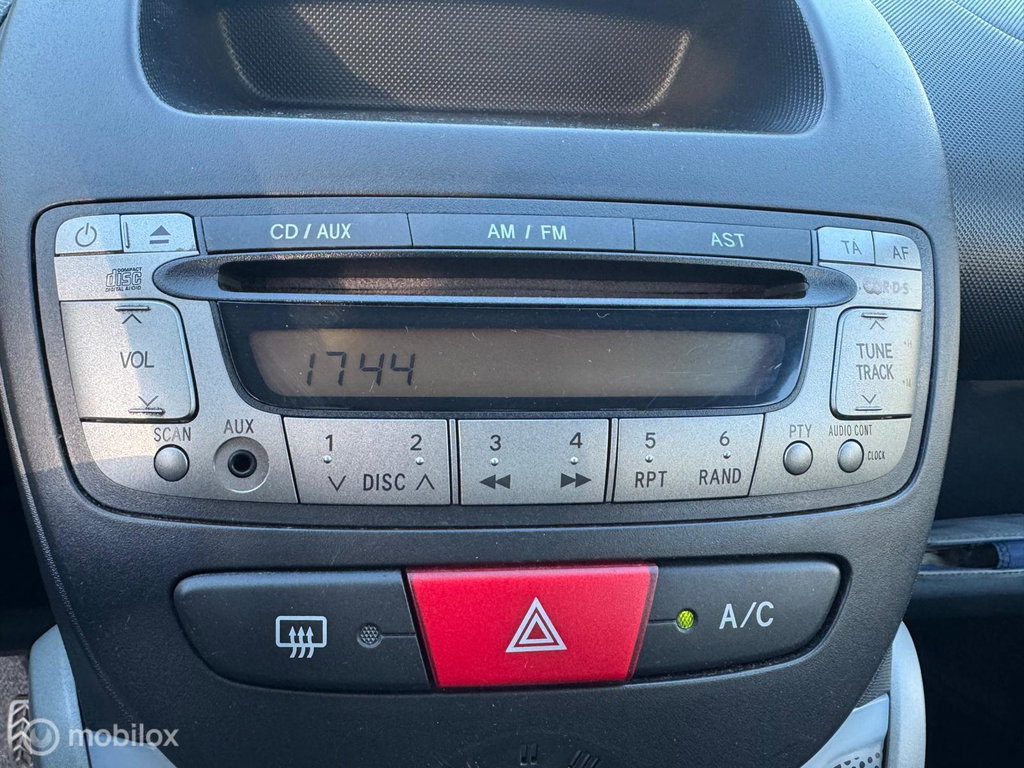 CD / AUX AM / FM AST TA AF
COMPACT
disc
DIGITAL AUDIO
R·D·S
VOL
1744
TUNE
TRACK
SCAN AUX
1 2 3 4 5 6
DISC RPT RAND
PTY AUDIO CONT
CLOCK
A/C
mobilox